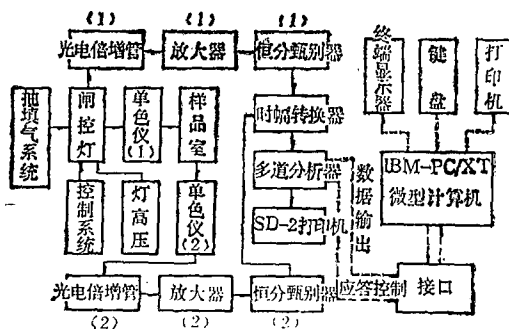 (1) (1) (1)
光电倍增管 放大器 恒分甄别器
终端显示器
键盘
打印机
抽填气系统
闸控灯
单色仪(1)
样品室
时幅转换器
多道分析器
SD-2打印机
数据输出
IBM-PC/XT
微型计算机
控制系统
灯高压
单色仪(2)
光电倍增管 放大器 恒分甄别器
应答控制
接口
(2) (2) (2)